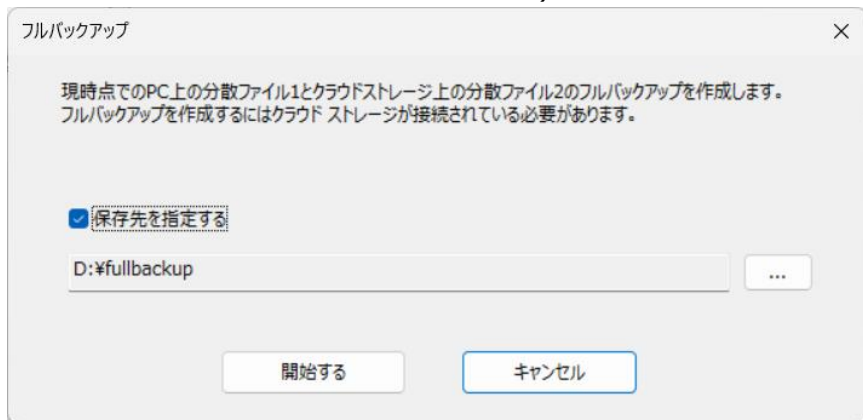 フルバックアップ
現時点でのPC上の分散ファイル1とクラウドストレージ上の分散ファイル2のフルバックアップを作成します。
フルバックアップを作成するにはクラウド ストレージが接続されている必要があります。
保存先を指定する
D:¥fullbackup
...
開始する
キャンセル